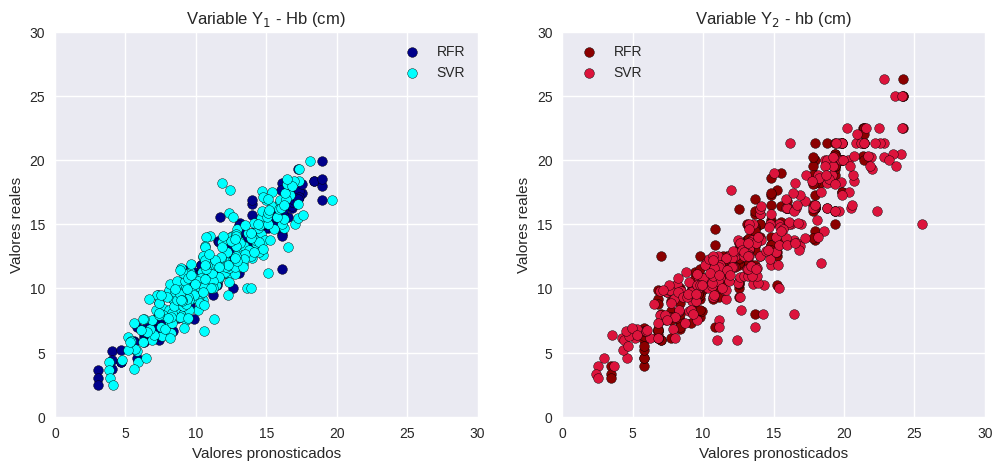 Variable Y₁ - Hb (cm)
30
25
20
15
10
5
0
0 5 10 15 20 25 30
Valores reales
Valores pronosticados
RFR
SVR
Variable Y₂ - hb (cm)
30
25
20
15
10
5
0
0 5 10 15 20 25 30
Valores reales
Valores pronosticados
RFR
SVR